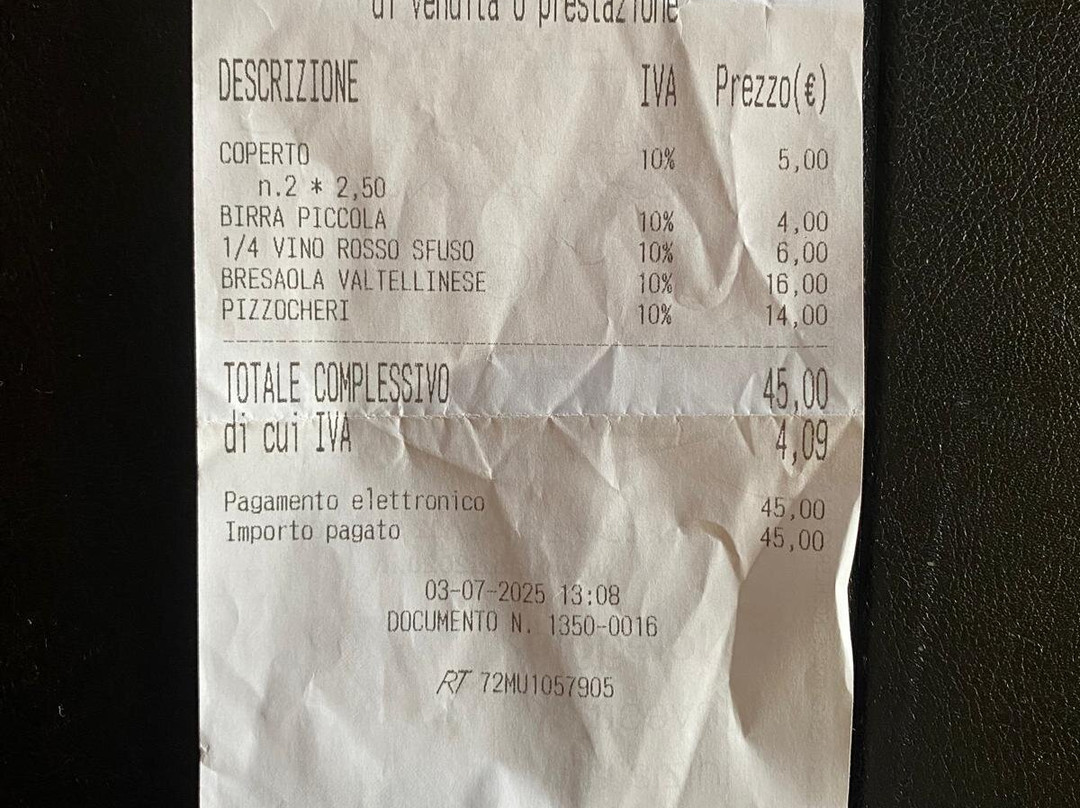 di vendita o prestazione
DESCRIZIONE IVA Prezzo(€)
COPERTO 10% 5,00
n.2 * 2,50
BIRRA PICCOLA 10% 4,00
1/4 VINO ROSSO SFUSO 10% 6,00
BRESAOLA VALTELLINESE 10% 16,00
PIZZOCHERI 10% 14,00
TOTALE COMPLESSIVO 45,00
di cui IVA 4,09
Pagamento elettronico 45,00
Importo pagato 45,00
03-07-2025 13:08
DOCUMENTO N. 1350-0016
RT 72MU1057905